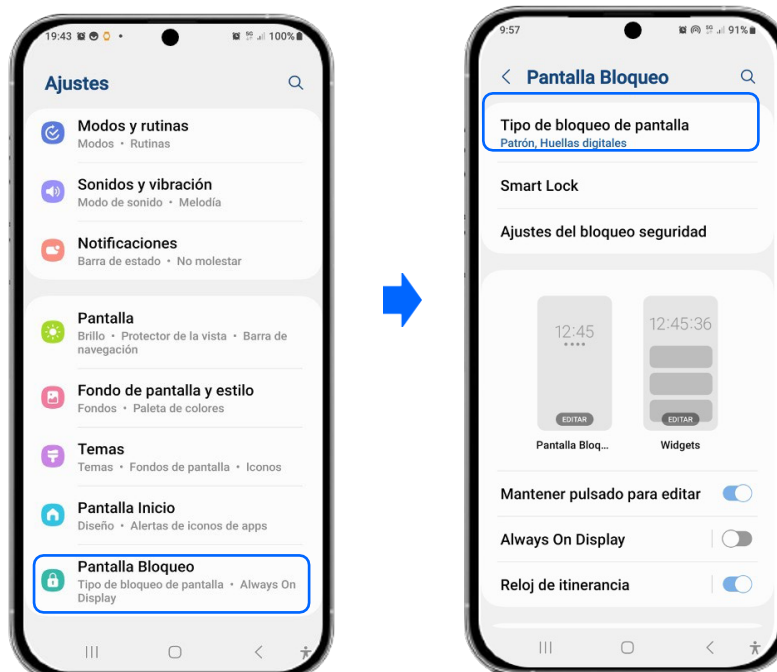 19:43 100%
Ajustes
Modos y rutinas
Modos • Rutinas
Sonidos y vibración
Modo de sonido • Melodía
Notificaciones
Barra de estado • No molestar
Pantalla
Brillo • Protector de la vista • Barra de
navegación
Fondo de pantalla y estilo
Fondos • Paleta de colores
Temas
Temas • Fondos de pantalla • Iconos
Pantalla Inicio
Diseño • Alertas de iconos de apps
Pantalla Bloqueo
Tipo de bloqueo de pantalla • Always On
Display
9:57 91%
Pantalla Bloqueo
Tipo de bloqueo de pantalla
Patrón, Huellas digitales
Smart Lock
Ajustes del bloqueo seguridad
12:45
12:45:36
EDITAR
EDITAR
Pantalla Bloq...
Widgets
Mantener pulsado para editar
Always On Display
Reloj de itinerancia